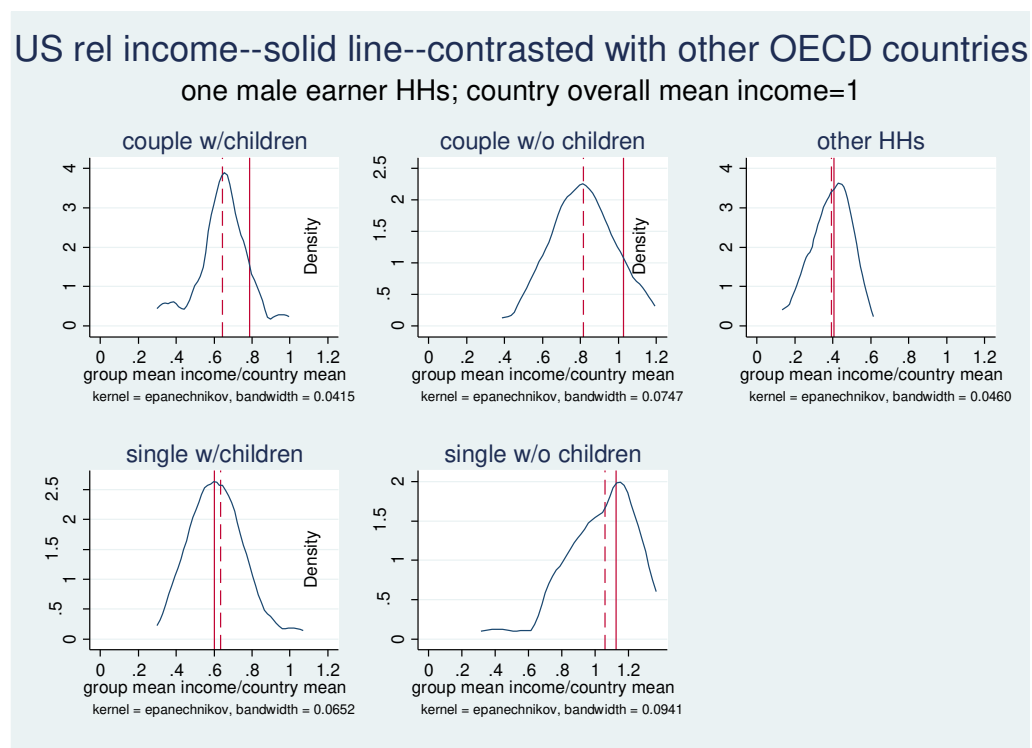 US rel income--solid line--contrasted with other OECD countries
one male earner HHs; country overall mean income=1
couple w/children
4
3
2
1
0
Density
0 .2 .4 .6 .8 1 1.2
group mean income/country mean
kernel = epanechnikov, bandwidth = 0.0415
couple w/o children
2.5
2
1.5
1
.5
0
Density
0 .2 .4 .6 .8 1 1.2
group mean income/country mean
kernel = epanechnikov, bandwidth = 0.0747
other HHs
4
3
2
1
0
0 .2 .4 .6 .8 1 1.2
group mean income/country mean
kernel = epanechnikov, bandwidth = 0.0460
single w/children
2.5
2
1.5
1
.5
0
Density
0 .2 .4 .6 .8 1 1.2
group mean income/country mean
kernel = epanechnikov, bandwidth = 0.0652
single w/o children
2
1.5
1
.5
0
0 .2 .4 .6 .8 1 1.2
group mean income/country mean
kernel = epanechnikov, bandwidth = 0.0941